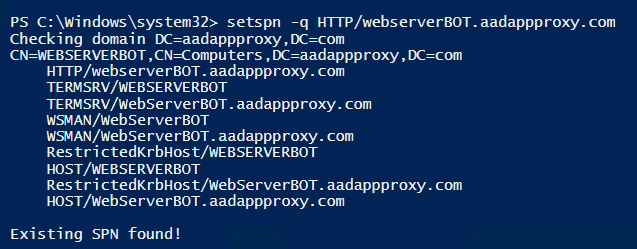 PS C:\Windows\system32> setspn -q HTTP/webserverBOT.aadappproxy.com
Checking domain DC=aadappproxy,DC=com
CN=WEBSERVERBOT,CN=Computers,DC=aadappproxy,DC=com
HTTP/webserverBOT.aadappproxy.com
TERMSRV/WEBSERVERBOT
TERMSRV/WebServerBOT.aadappproxy.com
WSMAN/WebServerBOT
WSMAN/WebServerBOT.aadappproxy.com
RestrictedKrbHost/WEBSERVERBOT
HOST/WEBSERVERBOT
RestrictedKrbHost/WebServerBOT.aadappproxy.com
HOST/WebServerBOT.aadappproxy.com
Existing SPN found!